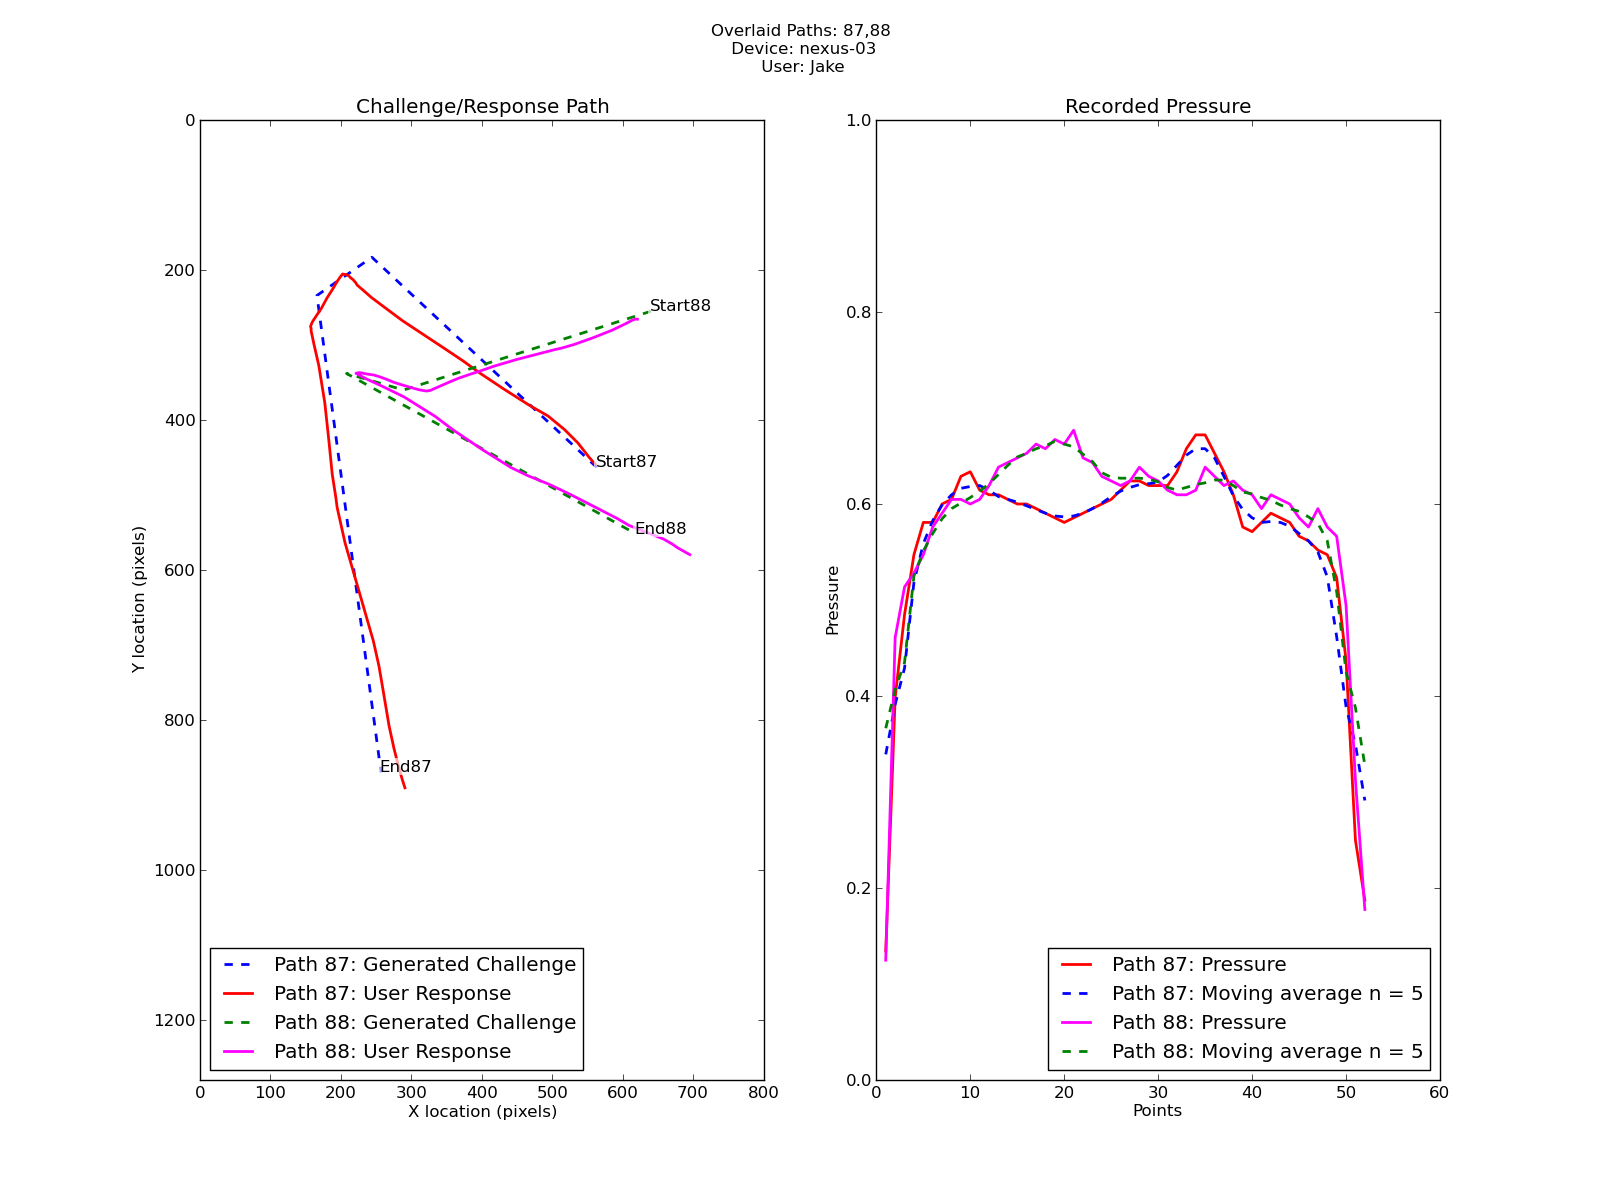 Overlaid Paths: 87,88
Device: nexus-03
User: Jake
Challenge/Response Path
0
200
400
600
800
1000
1200
Y location (pixels)
Start88
Start87
End88
End87
Path 87: Generated Challenge
Path 87: User Response
Path 88: Generated Challenge
Path 88: User Response
0 100 200 300 400 500 600 700 800
X location (pixels)
Recorded Pressure
1.0
0.8
0.6
0.4
0.2
0.0
Pressure
Path 87: Pressure
Path 87: Moving average n = 5
Path 88: Pressure
Path 88: Moving average n = 5
0 10 20 30 40 50 60
Points